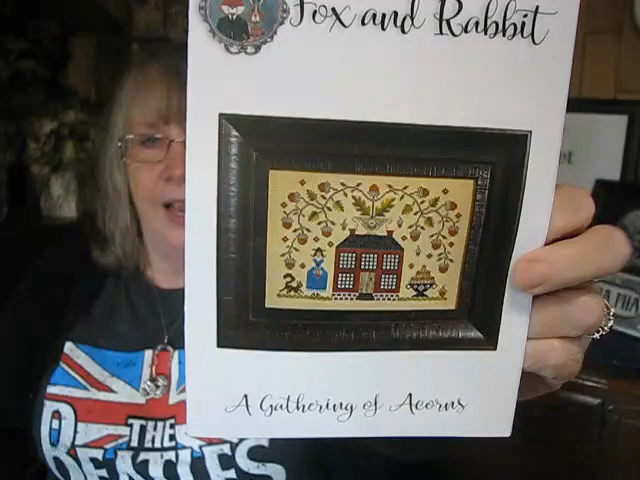 Fox and Rabbit
A Gathering of Acorns
THE
BEATLES